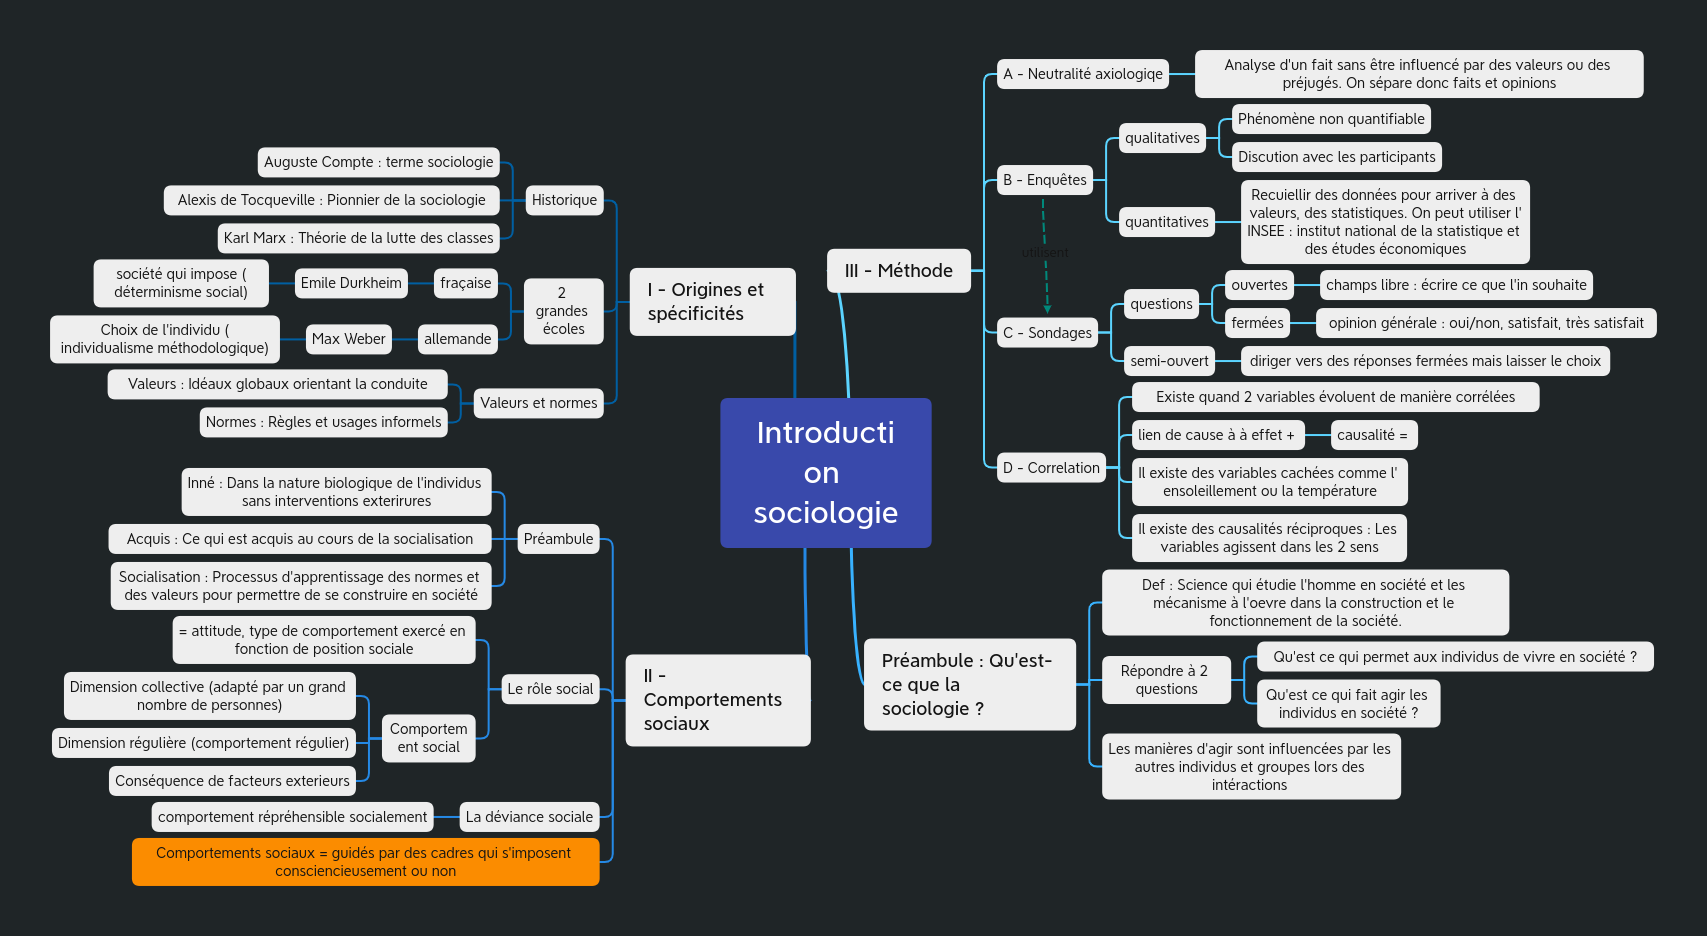 Introducti
on
sociologie
Préambule : Qu'est-
ce que la
sociologie ?
Def : Science qui étudie l'homme en société et les
mécanisme à l'oevre dans la construction et le
fonctionnement de la société.
Répondre à 2
questions
Qu'est ce qui permet aux individus de vivre en société ?
Qu'est ce qui fait agir les
individus en société ?
Les manières d'agir sont influencées par les
autres individus et groupes lors des
intéractions
I - Origines et
spécificités
Historique
Auguste Compte : terme sociologie
Alexis de Tocqueville : Pionnier de la sociologie
Karl Marx : Théorie de la lutte des classes
2
grandes
écoles
fraçaise
Emile Durkheim
société qui impose (
déterminisme social)
allemande
Max Weber
Choix de l'individu (
individualisme méthodologique)
Valeurs et normes
Valeurs : Idéaux globaux orientant la conduite
Normes : Règles et usages informels
II -
Comportements
sociaux
Préambule
Inné : Dans la nature biologique de l'individus
sans interventions exterirures
Acquis : Ce qui est acquis au cours de la socialisation
Socialisation : Processus d'apprentissage des normes et
des valeurs pour permettre de se construire en société
Le rôle social
= attitude, type de comportement exercé en
fonction de position sociale
Comportem
ent social
Dimension collective (adapté par un grand
nombre de personnes)
Dimension régulière (comportement régulier)
Conséquence de facteurs exterieurs
La déviance sociale
comportement répréhensible socialement
Comportements sociaux = guidés par des cadres qui s'imposent
consciencieusement ou non
III - Méthode
A - Neutralité axiologiqe
Analyse d'un fait sans être influencé par des valeurs ou des
préjugés. On sépare donc faits et opinions
B - Enquêtes
qualitatives
Phénomène non quantifiable
Discution avec les participants
quantitatives
Recuiellir des données pour arriver à des
valeurs, des statistiques. On peut utiliser l'
INSEE : institut national de la statistique et
des études économiques
utilisent
C - Sondages
questions
ouvertes
champs libre : écrire ce que l'in souhaite
fermées
opinion générale : oui/non, satisfait, très satisfait
semi-ouvert
diriger vers des réponses fermées mais laisser le choix
D - Correlation
Existe quand 2 variables évoluent de manière corrélées
lien de cause à à effet +
causalité =
Il existe des variables cachées comme l'
ensoleillement ou la température
Il existe des causalités réciproques : Les
variables agissent dans les 2 sens